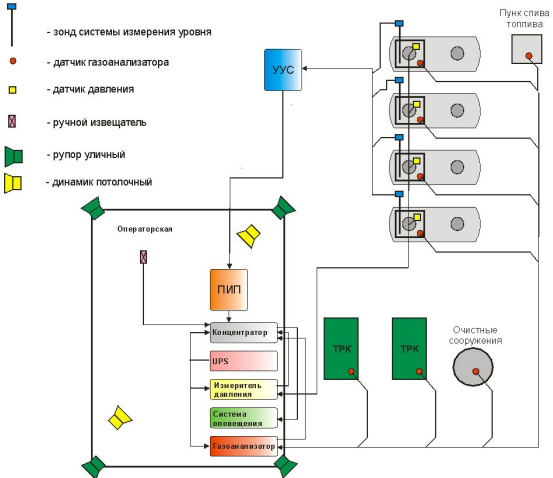 - зонд системы измерения уровня
- датчик газоанализатора
- датчик давления
- ручной извещатель
- рупор уличный
- динамик потолочный
УУС
Пунк слива
топлива
Операторская
ПИП
Концентратор
UPS
Измеритель
давления
Система
оповещения
Газоанализатор
ТРК
ТРК
Очистные
сооружения